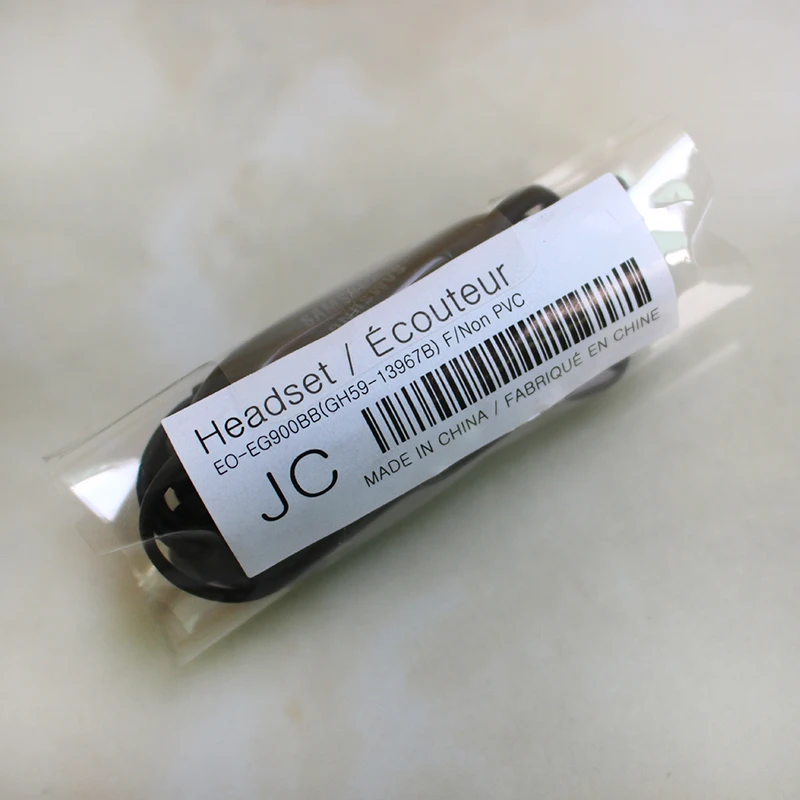 Headset / Écouteur
EO-EG900BB(GH59-13967B) F/Non PVC
JC
MADE IN CHINA / FABRIQUÉ EN CHINE